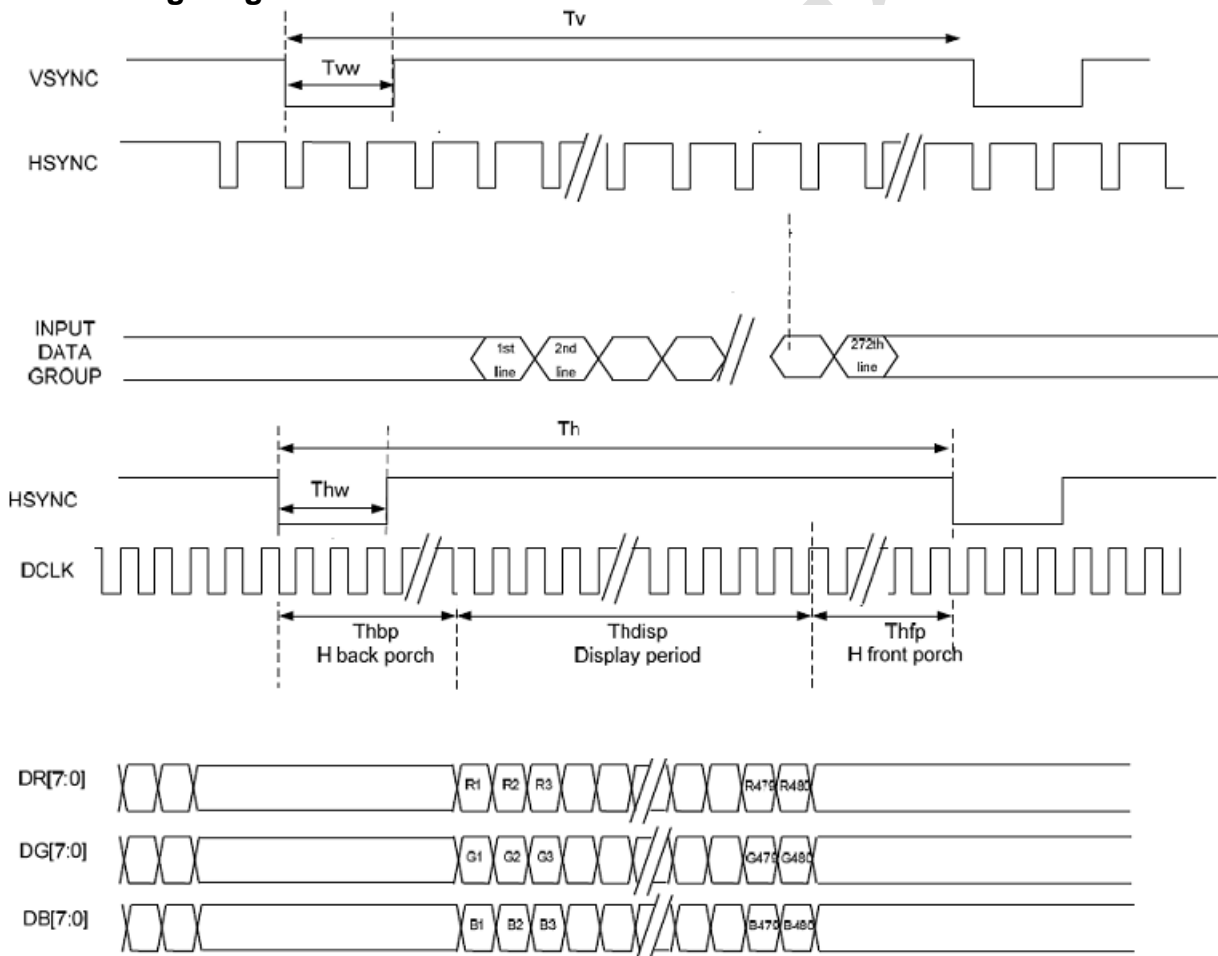 Tv
VSYNC
Tvw
HSYNC
INPUT
DATA
GROUP
1st
line
2nd
line
272th
line
Th
HSYNC
Thw
DCLK
Thbp
H back porch
Thdisp
Display period
Thfp
H front porch
DR[7:0]
R1 R2 R3 R479 R480
DG[7:0]
G1 G2 G3 G479 G480
DB[7:0]
B1 B2 B3 B479 B480